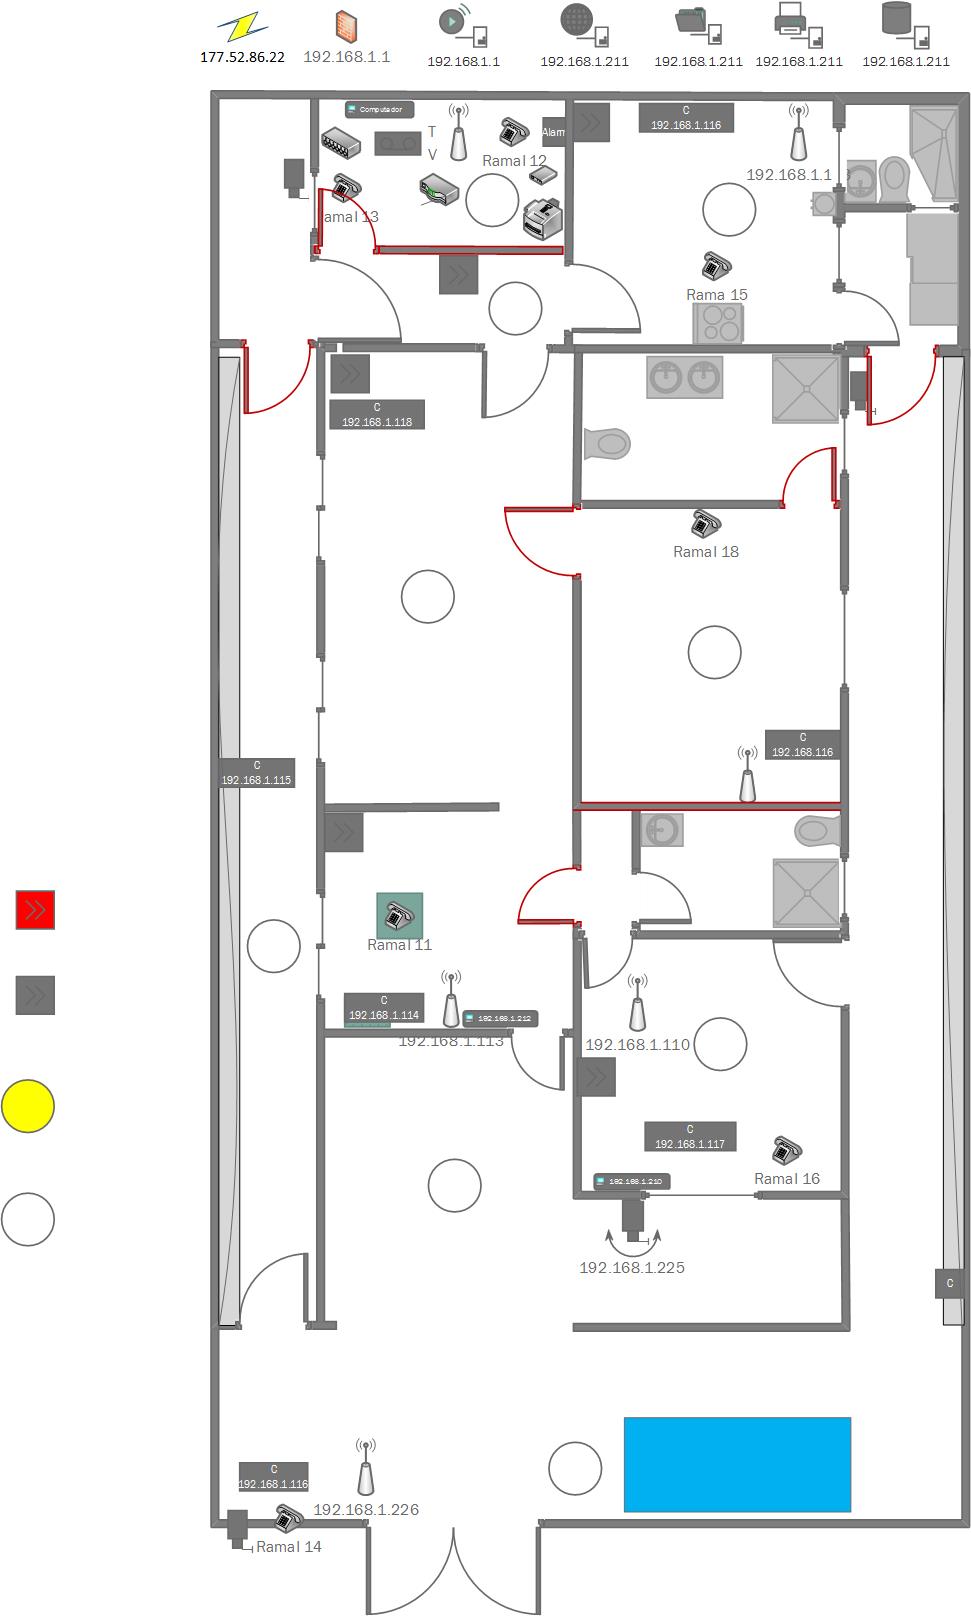 177.52.86.22
192.168.1.1
192.168.1.1
192.168.1.211
192.168.1.211
192.168.1.211
192.168.1.211
Computador
T
V
Ramal 12
Alarm
C
192.168.1.116
192.168.1.1
amal 13
Rama 15
C
192.168.1.118
Ramal 18
C
192.168.116
C
192.168.1.115
Ramal 11
C
192.168.1.114
192.168.1.212
192.168.1.113
192.168.1.110
C
192.168.1.117
Ramal 16
192.168.1.210
192.168.1.225
C
C
192.168.1.116
192.168.1.226
Ramal 14